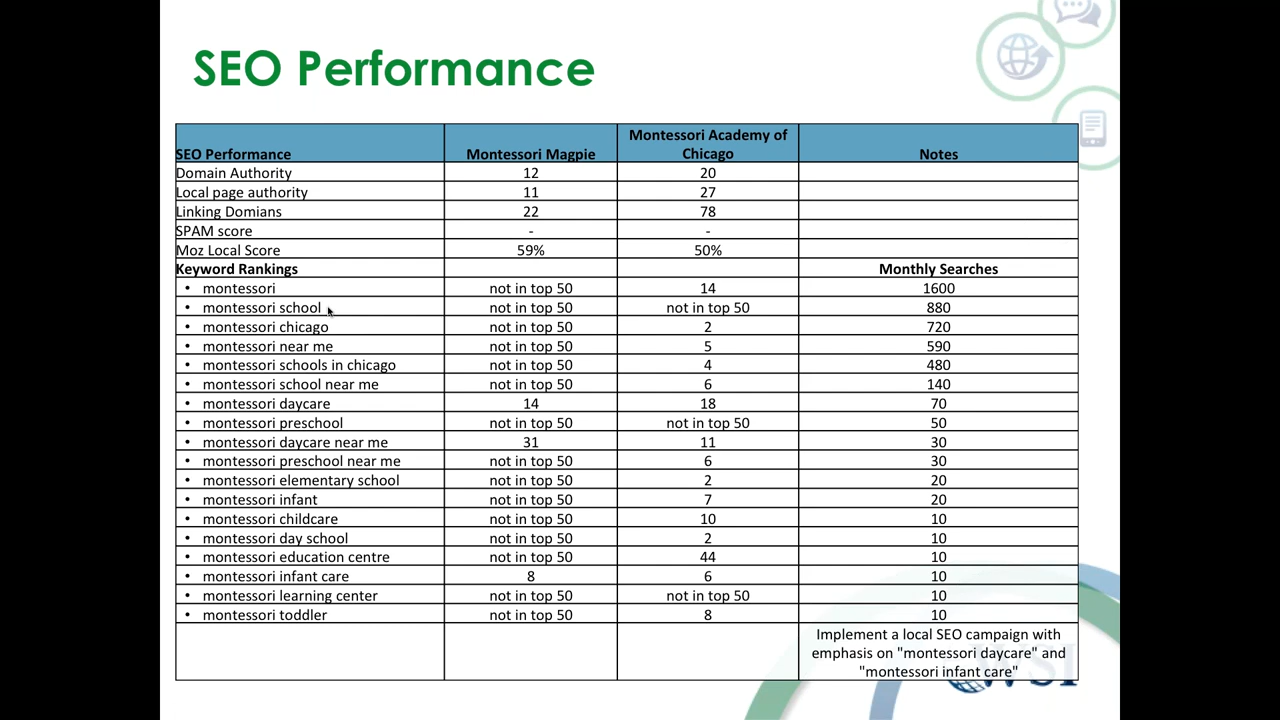 SEO Performance
SEO Performance Montessori Magpie Montessori Academy of Chicago Notes
Domain Authority 12 20
Local page authority 11 27
Linking Domians 22 78
SPAM score - -
Moz Local Score 59% 50%
Keyword Rankings Monthly Searches
• montessori not in top 50 14 1600
• montessori school not in top 50 not in top 50 880
• montessori chicago not in top 50 2 720
• montessori near me not in top 50 5 590
• montessori schools in chicago not in top 50 4 480
• montessori school near me not in top 50 6 140
• montessori daycare 14 18 70
• montessori preschool not in top 50 not in top 50 50
• montessori daycare near me 31 11 30
• montessori preschool near me not in top 50 6 30
• montessori elementary school not in top 50 2 20
• montessori infant not in top 50 7 20
• montessori childcare not in top 50 10 10
• montessori day school not in top 50 2 10
• montessori education centre not in top 50 44 10
• montessori infant care 8 6 10
• montessori learning center not in top 50 not in top 50 10
• montessori toddler not in top 50 8 10
Implement a local SEO campaign with
emphasis on "montessori daycare" and
"montessori infant care"
WSI